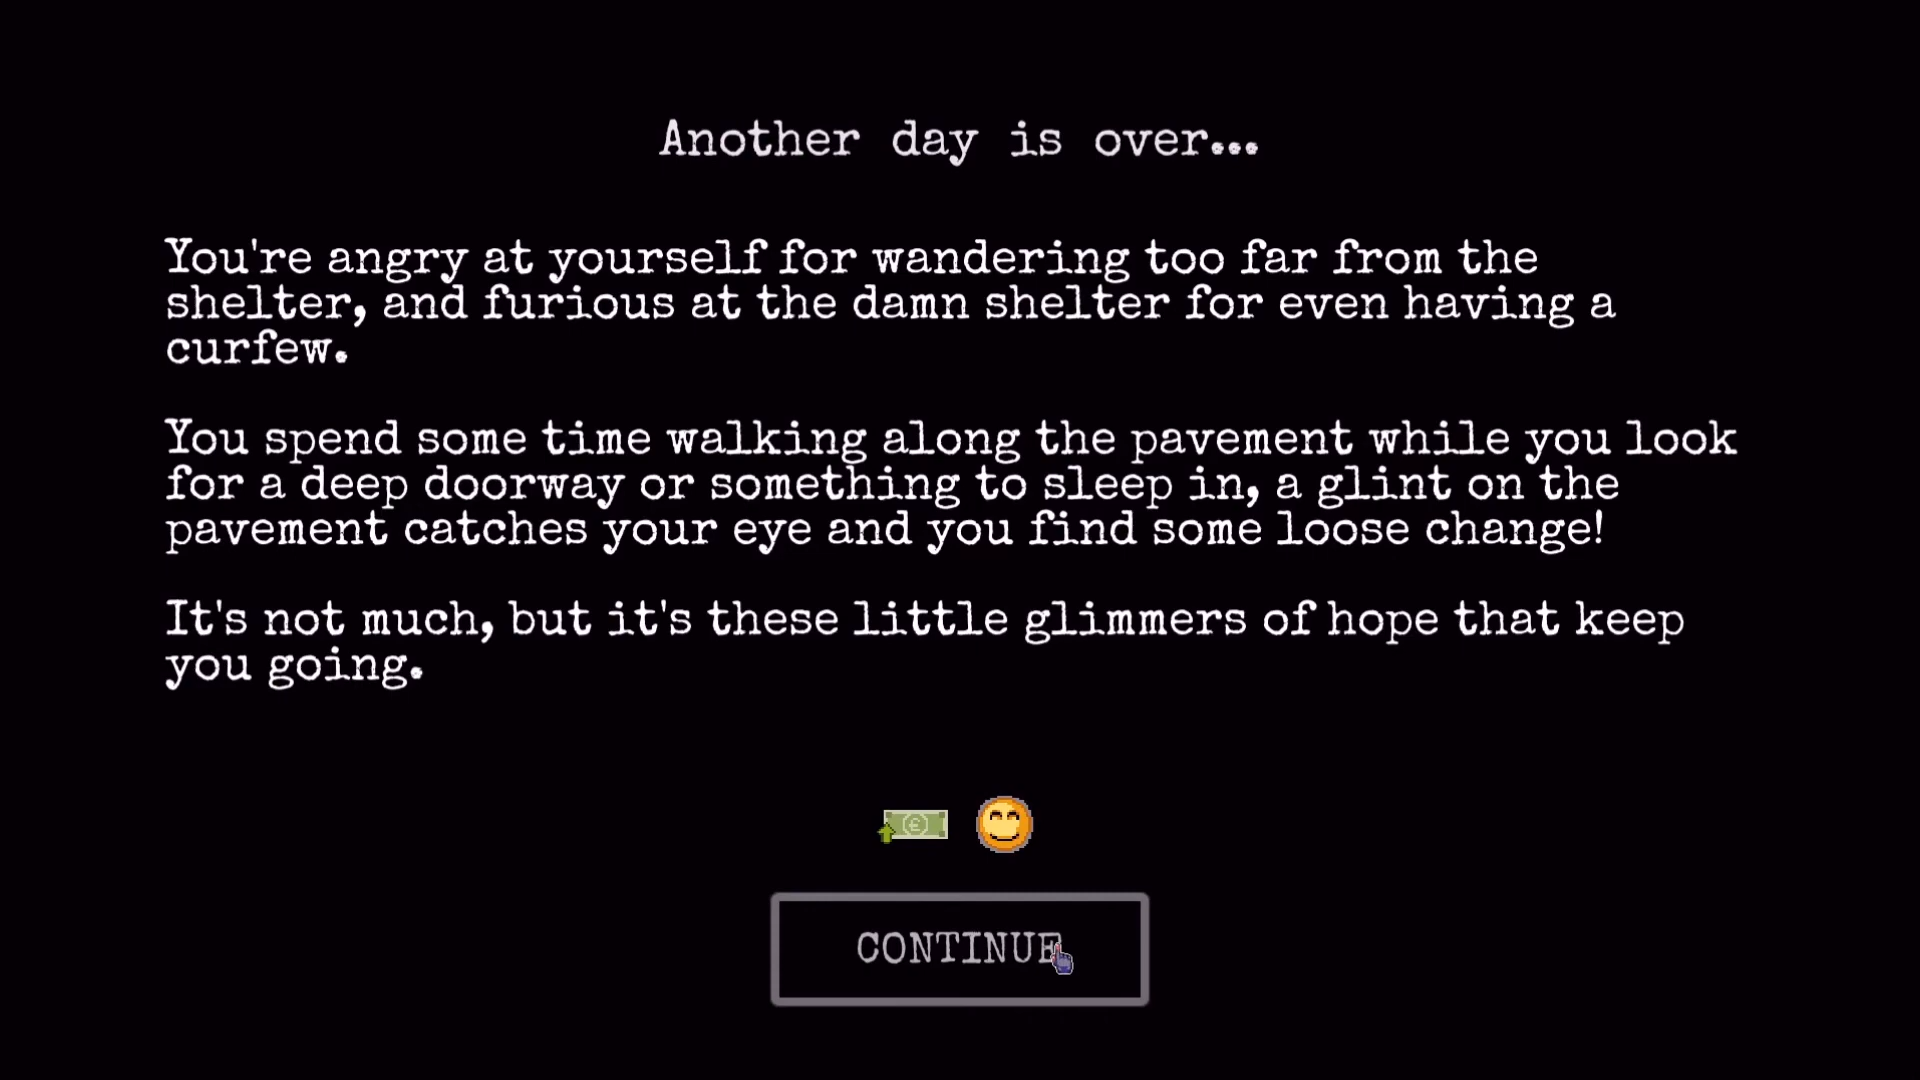 Another day is over...
You're angry at yourself for wandering too far from the
shelter, and furious at the damn shelter for even having a
curfew.
You spend some time walking along the pavement while you look
for a deep doorway or something to sleep in, a glint on the
pavement catches your eye and you find some loose change!
It's not much, but it's these little glimmers of hope that keep
you going.
£
CONTINUE